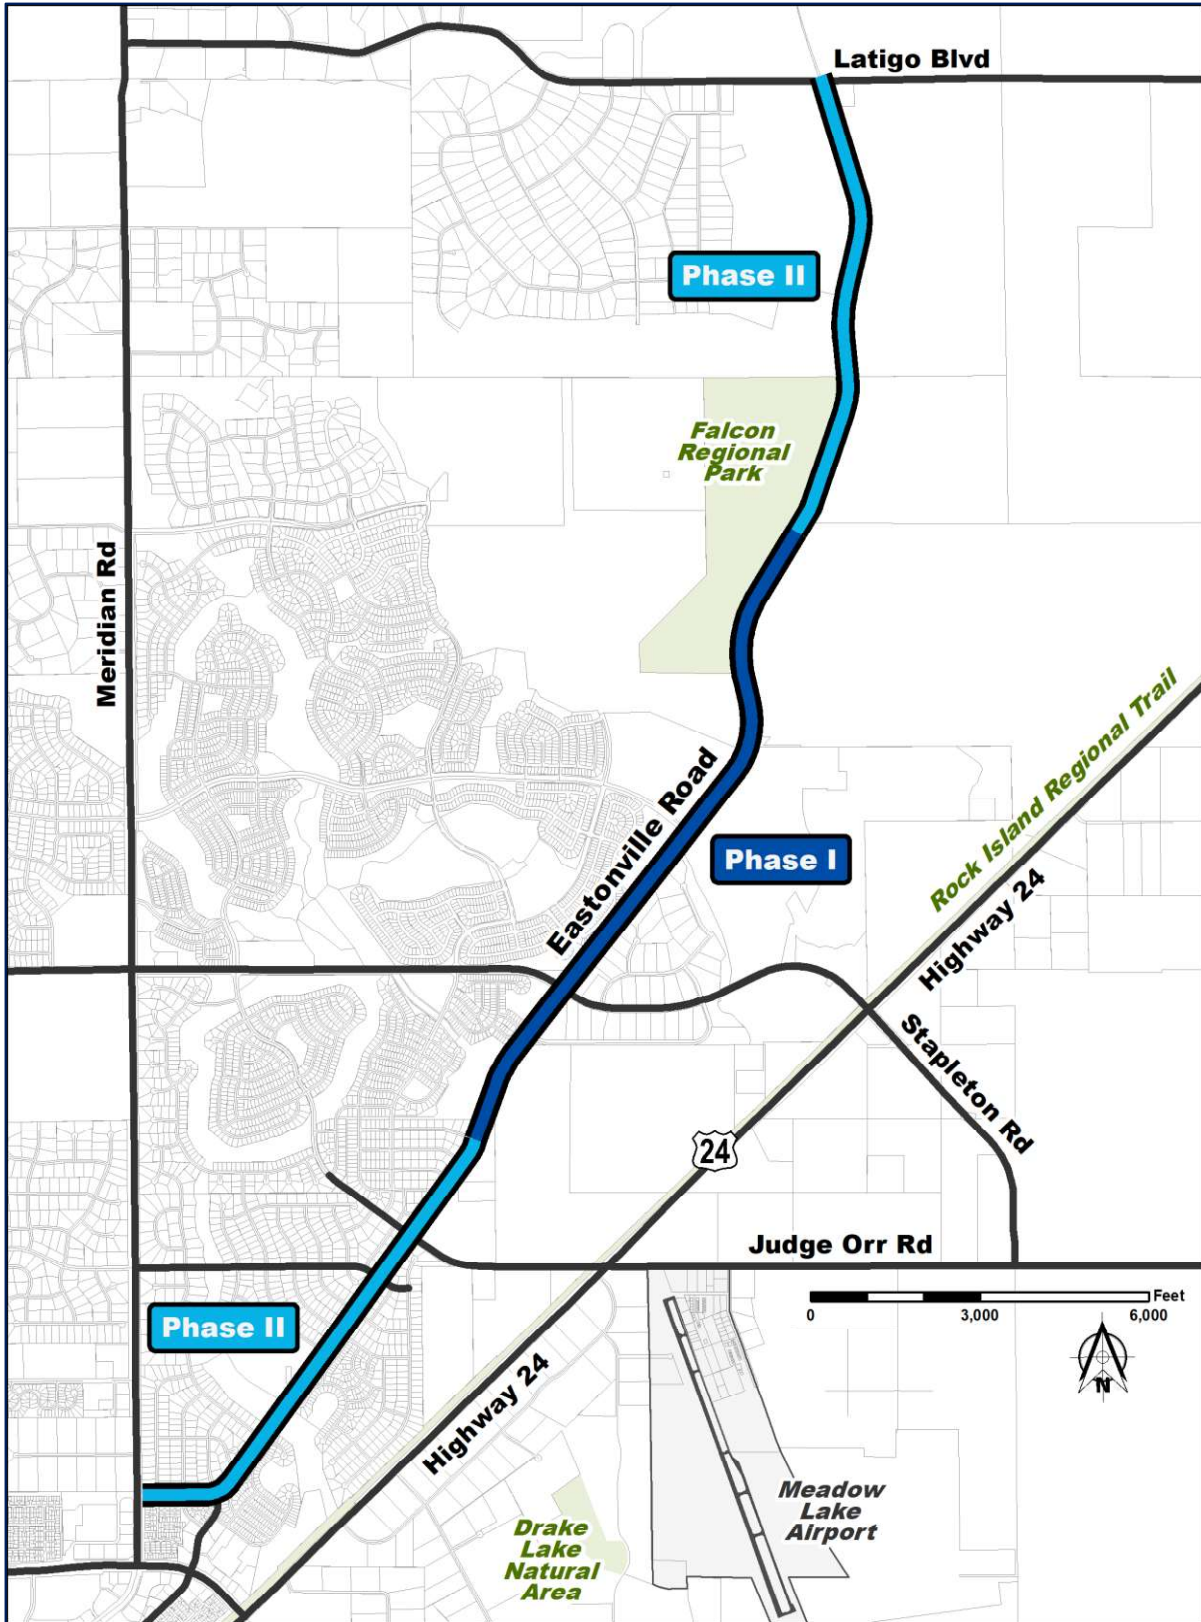 Latigo Blvd
Phase II
Falcon
Regional
Park
Meridian Rd
Rock Island Regional Trail
Eastonville Road
Phase I
Highway 24
Stapleton Rd
24
Judge Orr Rd
Feet
0 3,000 6,000
Phase II
N
Highway 24
Meadow
Lake
Airport
Drake
Lake
Natural
Area